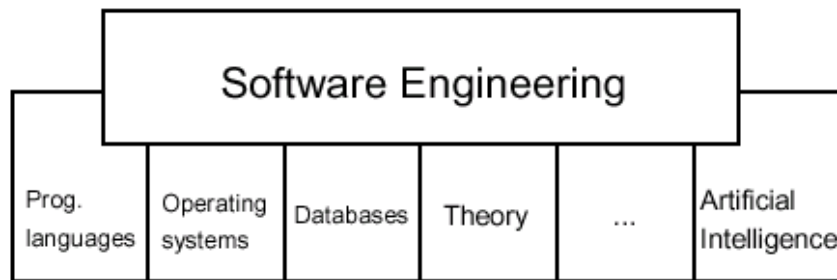 Software Engineering
Prog.
languages
Operating
systems
Databases
Theory
...
Artificial
Intelligence